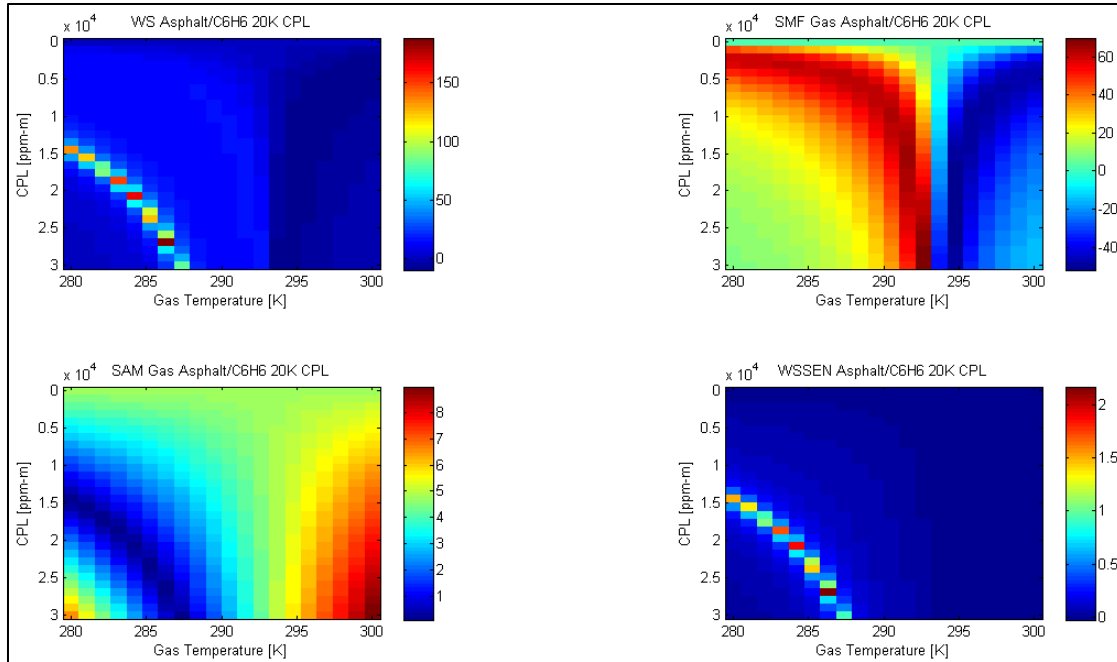 WS Asphalt/C6H6 20K CPL
x 10^4
0
0.5
1
1.5
2
2.5
3
CPL [ppm-m]
280 285 290 295 300
Gas Temperature [K]
150
100
50
0
SMF Gas Asphalt/C6H6 20K CPL
x 10^4
0
0.5
1
1.5
2
2.5
3
CPL [ppm-m]
280 285 290 295 300
Gas Temperature [K]
60
40
20
0
-20
-40
SAM Gas Asphalt/C6H6 20K CPL
x 10^4
0
0.5
1
1.5
2
2.5
3
CPL [ppm-m]
280 285 290 295 300
Gas Temperature [K]
8
7
6
5
4
3
2
1
WSSEN Asphalt/C6H6 20K CPL
x 10^4
0
0.5
1
1.5
2
2.5
3
CPL [ppm-m]
280 285 290 295 300
Gas Temperature [K]
2
1.5
1
0.5
0